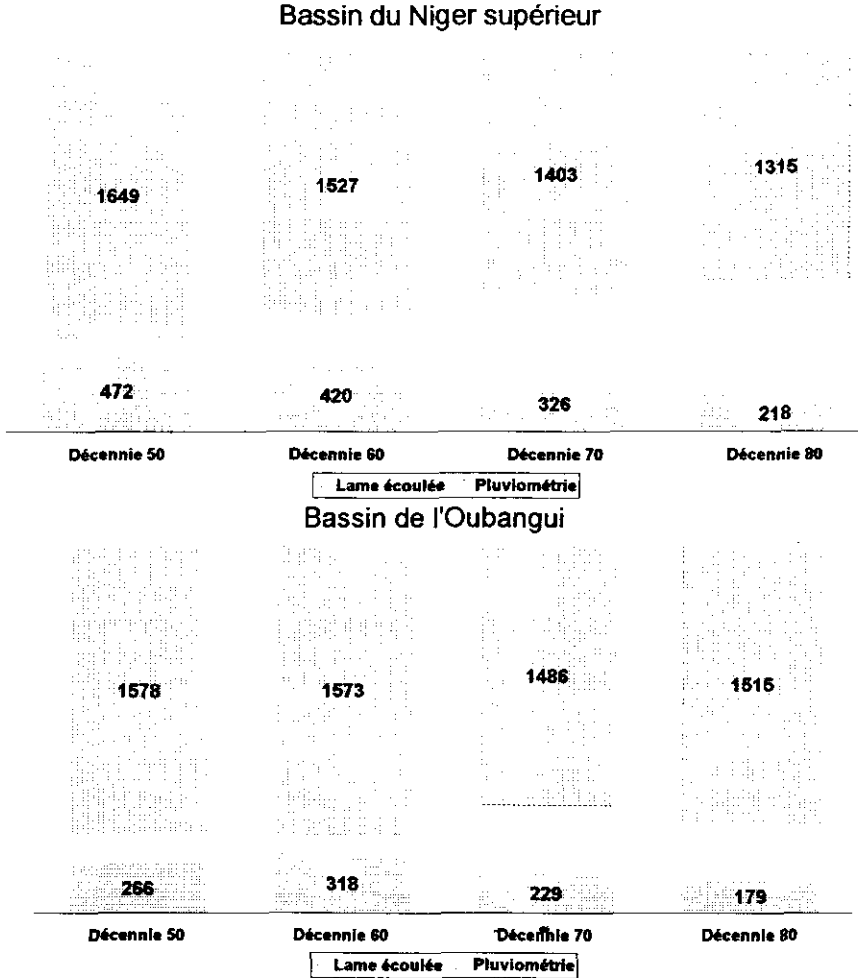 Bassin du Niger supérieur
1649 1527 1403 1315
472 420 326 218
Décennie 50 Décennie 60 Décennie 70 Décennie 80
Lame écoulée Pluviométrie
Bassin de l'Oubangui
1578 1573 1486 1515
266 318 229 179
Décennie 50 Décennie 60 Décennie 70 Décennie 80
Lame écoulée Pluviométrie